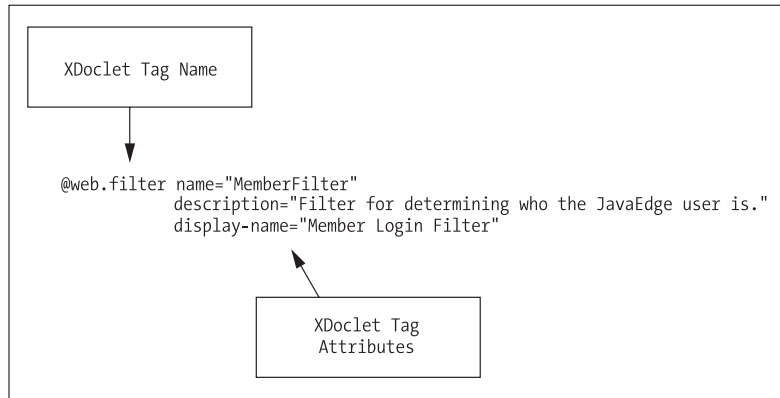 XDoclet Tag Name
@web.filter name="MemberFilter"
description="Filter for determining who the JavaEdge user is."
display-name="Member Login Filter"
XDoclet Tag
Attributes